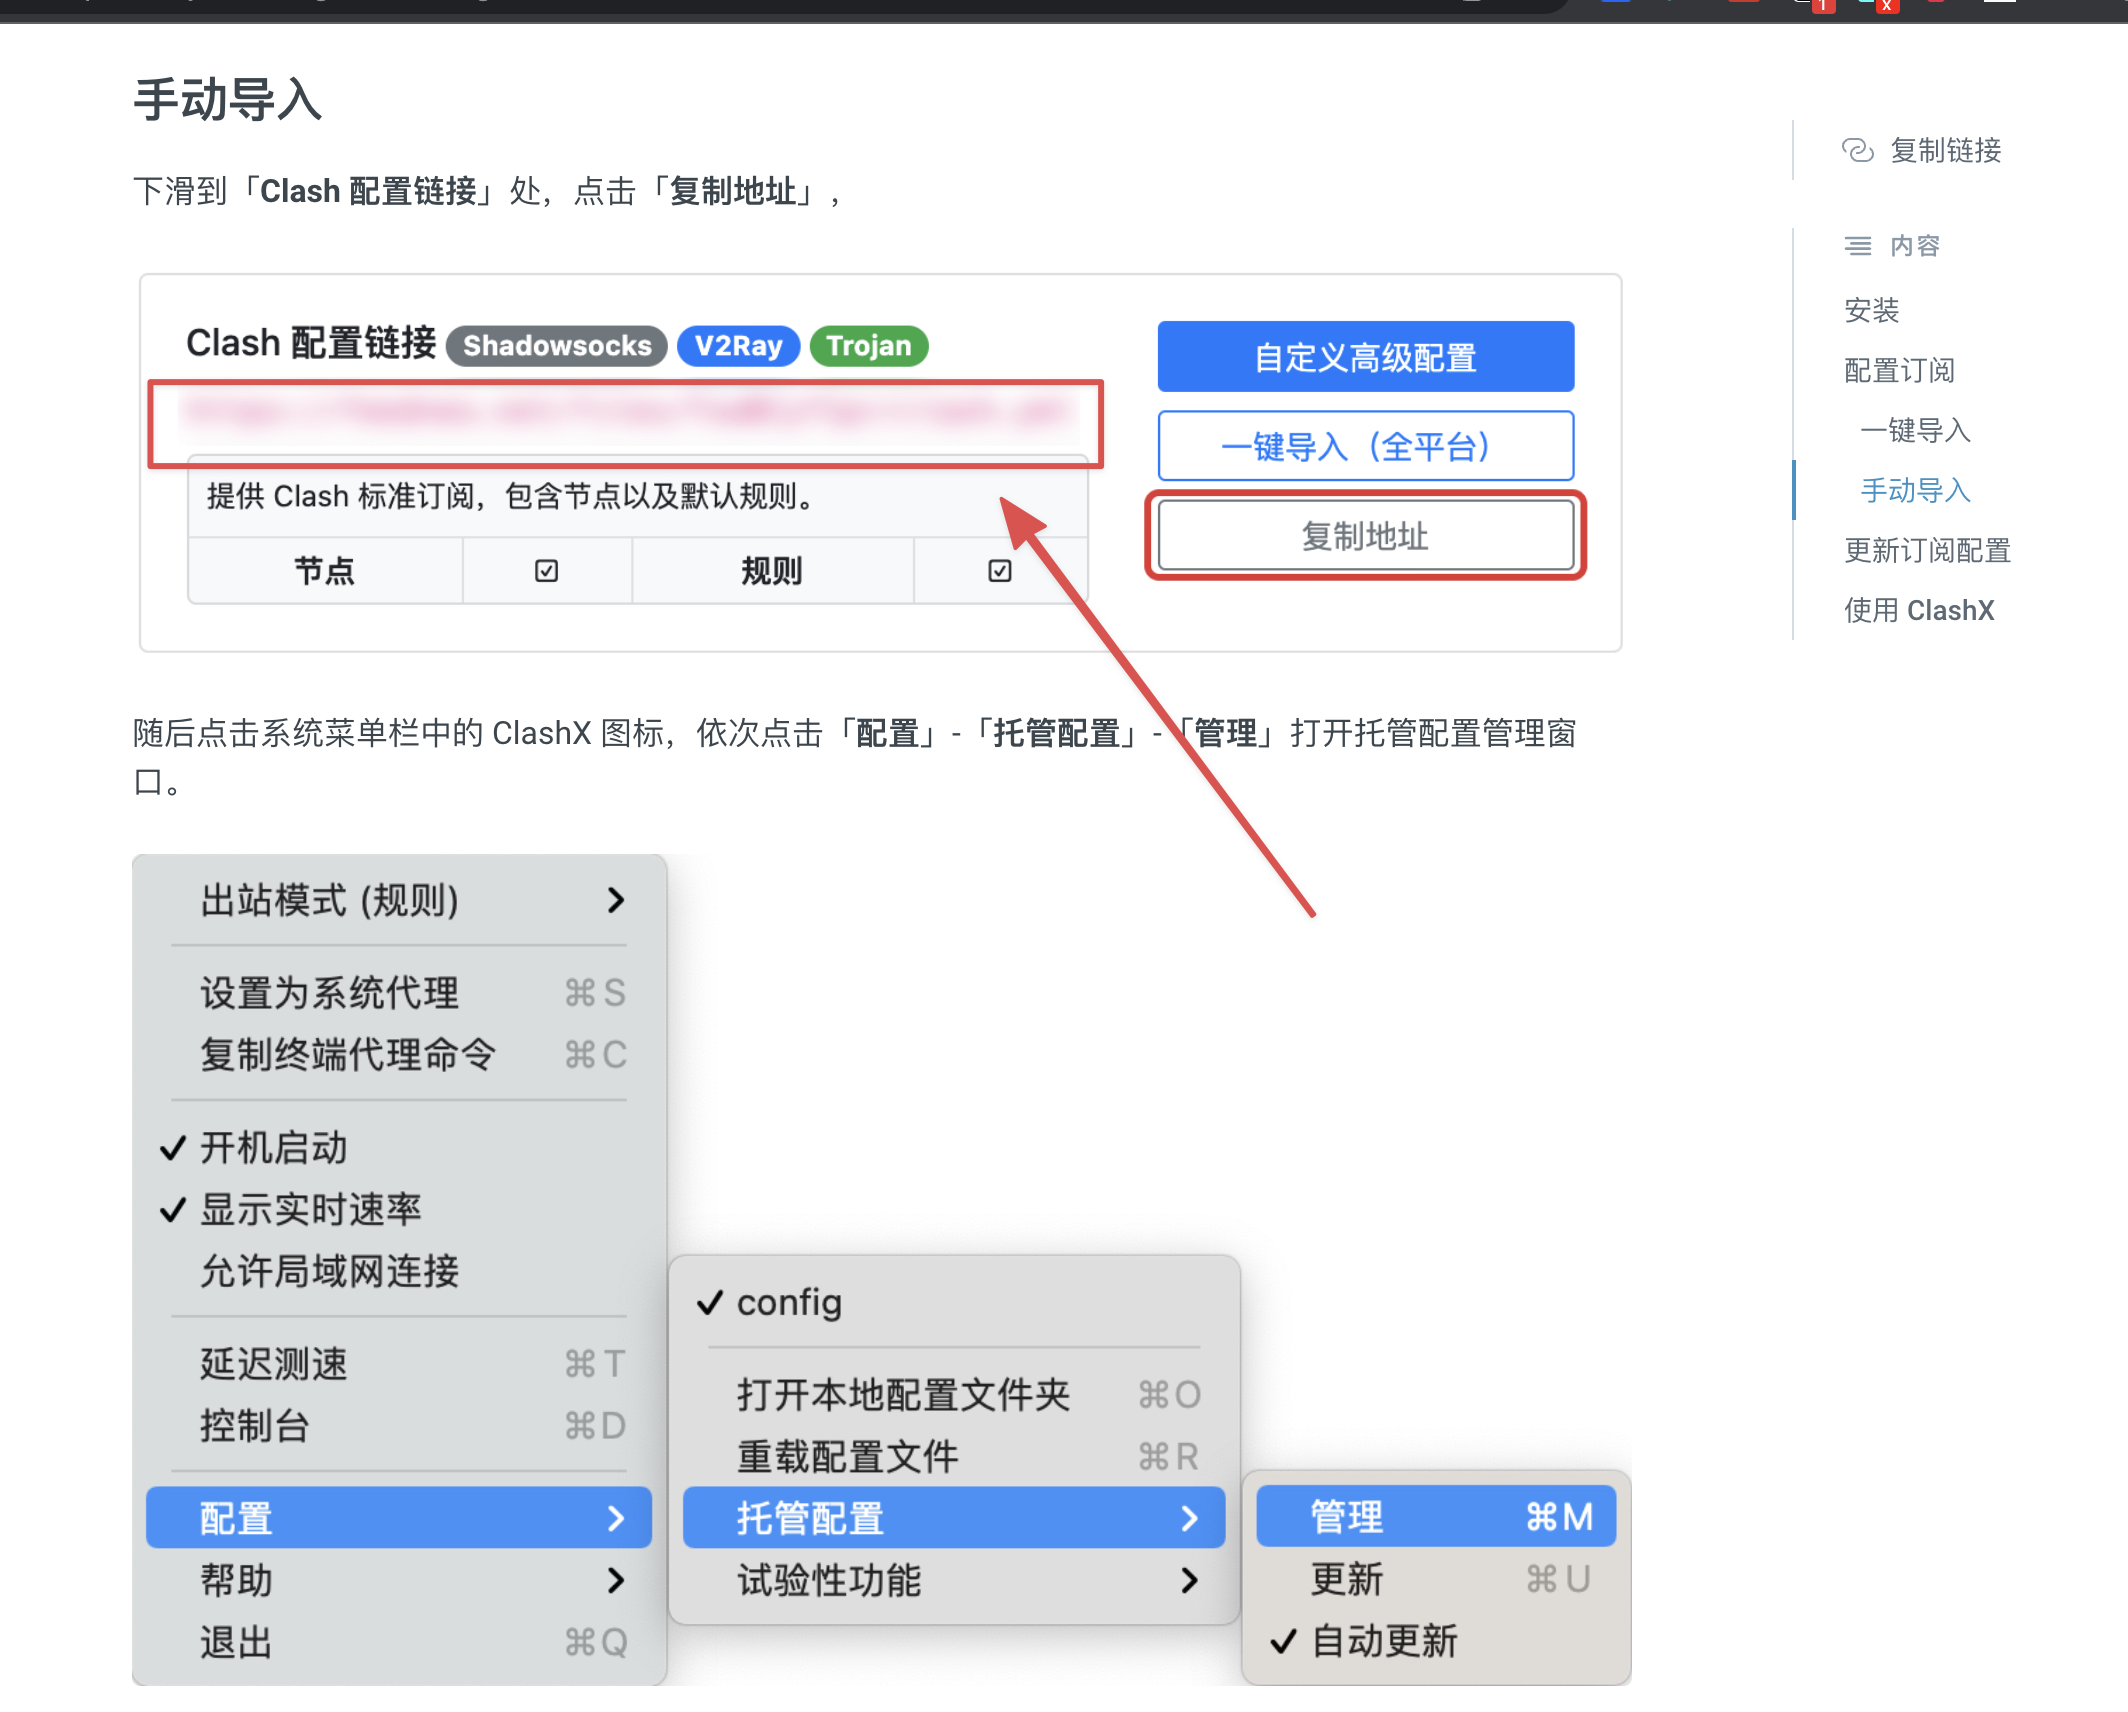 手动导入
下滑到「Clash 配置链接」处，点击「复制地址」，
Clash 配置链接 Shadowsocks V2Ray Trojan
提供 Clash 标准订阅，包含节点以及默认规则。
节点 规则
自定义高级配置
一键导入（全平台）
复制地址
随后点击系统菜单栏中的 ClashX 图标，依次点击「配置」-「托管配置」-「管理」打开托管配置管理窗
口。
出站模式 (规则)
设置为系统代理 ⌘S
复制终端代理命令 ⌘C
✓ 开机启动
✓ 显示实时速率
允许局域网连接
延迟测速 ⌘T
控制台 ⌘D
配置
帮助
退出 ⌘Q
✓ config
打开本地配置文件夹 ⌘O
重载配置文件 ⌘R
托管配置
试验性功能
管理 ⌘M
更新 ⌘U
✓ 自动更新
复制链接
内容
安装
配置订阅
一键导入
手动导入
更新订阅配置
使用 ClashX
1
x